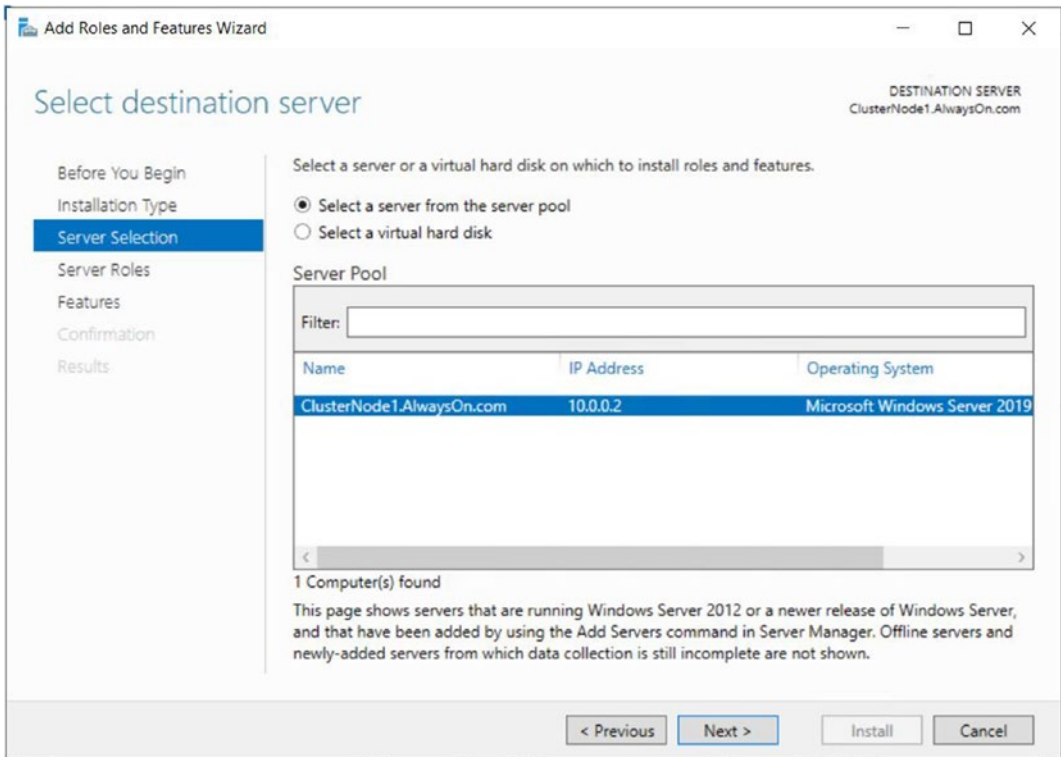 Add Roles and Features Wizard
Select destination server
DESTINATION SERVER
ClusterNode1.AlwaysOn.com
Before You Begin
Installation Type
Server Selection
Server Roles
Features
Confirmation
Results
Select a server or a virtual hard disk on which to install roles and features.
Select a server from the server pool
Select a virtual hard disk
Server Pool
Filter:
Name IP Address Operating System
ClusterNode1.AlwaysOn.com 10.0.0.2 Microsoft Windows Server 2019
1 Computer(s) found
This page shows servers that are running Windows Server 2012 or a newer release of Windows Server,
and that have been added by using the Add Servers command in Server Manager. Offline servers and
newly-added servers from which data collection is still incomplete are not shown.
< Previous Next > Install Cancel